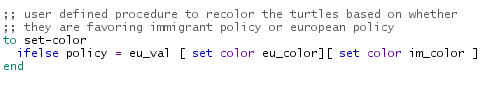 ;; user defined procedure to recolor the turtles based on whether
;; they are favoring immigrant policy or european policy
to set-color
  ifelse policy = eu_val [ set color eu_color][ set color im_color ]
end